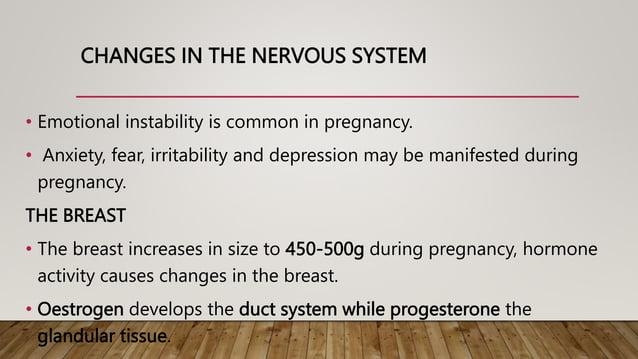 CHANGES IN THE NERVOUS SYSTEM
• Emotional instability is common in pregnancy.
• Anxiety, fear, irritability and depression may be manifested during
pregnancy.
THE BREAST
• The breast increases in size to 450-500g during pregnancy, hormone
activity causes changes in the breast.
• Oestrogen develops the duct system while progesterone the
glandular tissue.